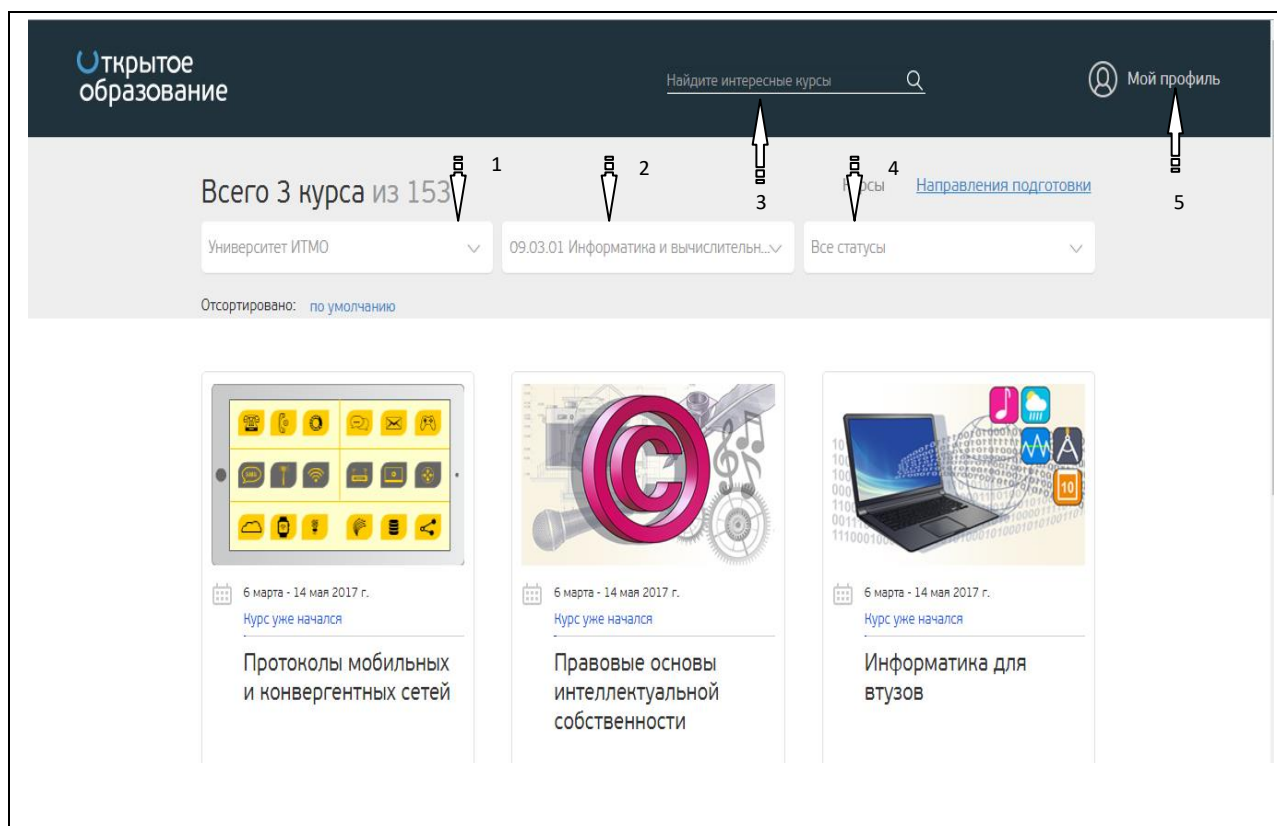 Открытое
образование
Найдите интересные курсы
Мой профиль
1
2
3
4
5
Всего 3 курса из 153
Курсы Направления подготовки
Университет ИТМО
09.03.01 Информатика и вычислительн...
Все статусы
Отсортировано: по умолчанию
6 марта - 14 мая 2017 г.
Курс уже начался
Протоколы мобильных
и конвергентных сетей
6 марта - 14 мая 2017 г.
Курс уже начался
Правовые основы
интеллектуальной
собственности
6 марта - 14 мая 2017 г.
Курс уже начался
Информатика для
втузов